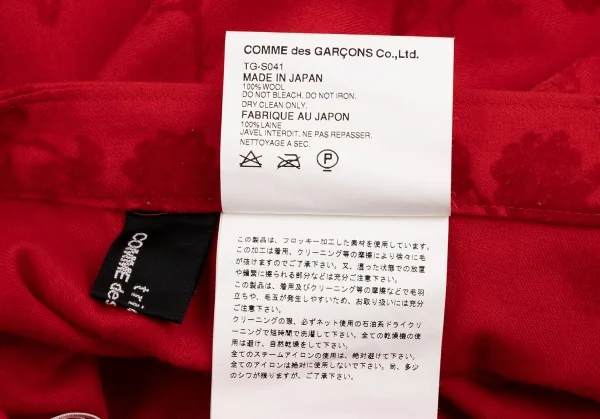 COMME des GARÇONS Co.,Ltd.
TG-S041
MADE IN JAPAN
100% WOOL
DO NOT BLEACH. DO NOT IRON.
DRY CLEAN ONLY.
FABRIQUE AU JAPON
100% LAINE
JAVEL INTERDIT. NE PAS REPASSER.
NETTOYAGE A SEC.
P
この製品は、フロッキー加工した素材を使用しています。
この加工は着用、クリーニング等の摩擦により徐々に毛
が抜けますのでご了承下さい。又、湿った状態での放置
や頻繁に擦られる部分などは充分ご注意下さい。
この製品は、着用及びクリーニング等の摩擦などで毛羽
立ちや、毛玉が発生しやすいため、お取り扱いには充分
ご注意下さい。
クリーニングの際、必ずネット使用の石油系ドライクリ
ーニングで短時間で洗濯して下さい。全ての乾燥機の使
用は避け、自然乾燥をして下さい。
全てのスチームアイロンの使用は、絶対避けて下さい。
全てのアイロンは絶対に使用しないで下さい。尚、多少
のシワが残りますが、ご了承下さい。
tric
COMME des